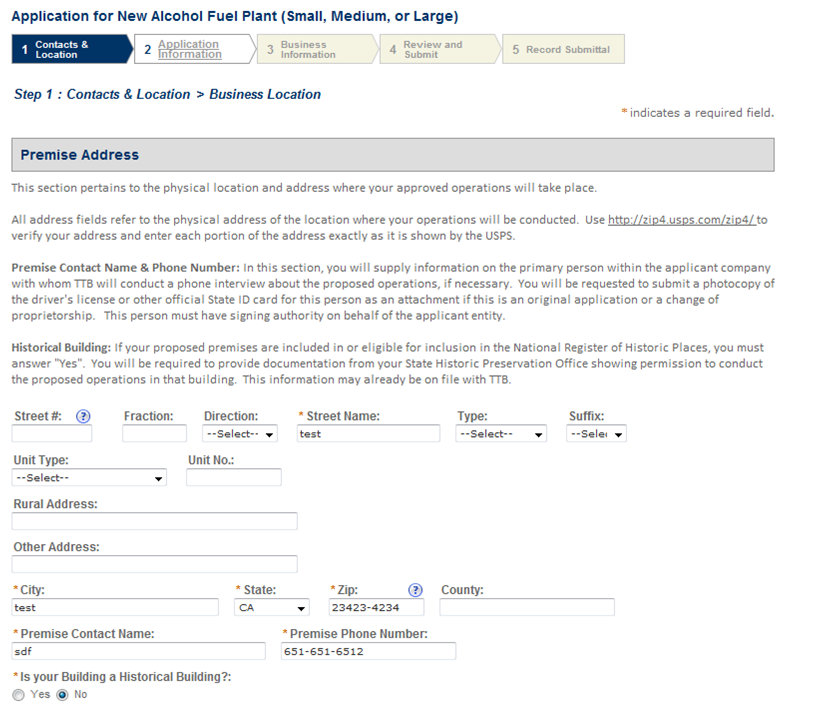 Application for New Alcohol Fuel Plant (Small, Medium, or Large)
1 Contacts & Location 2 Application Information 3 Business Information 4 Review and Submit 5 Record Submittal
Step 1 : Contacts & Location > Business Location
* indicates a required field.
Premise Address
This section pertains to the physical location and address where your approved operations will take place.
All address fields refer to the physical address of the location where your operations will be conducted. Use http://zip4.usps.com/zip4/ to
verify your address and enter each portion of the address exactly as it is shown by the USPS.
Premise Contact Name & Phone Number: In this section, you will supply information on the primary person within the applicant company
with whom TTB will conduct a phone interview about the proposed operations, if necessary. You will be requested to submit a photocopy of
the driver's license or other official State ID card for this person as an attachment if this is an original application or a change of
proprietorship. This person must have signing authority on behalf of the applicant entity.
Historical Building: If your proposed premises are included in or eligible for inclusion in the National Register of Historic Places, you must
answer "Yes". You will be required to provide documentation from your State Historic Preservation Office showing permission to conduct
the proposed operations in that building. This information may already be on file with TTB.
Street #: ? Fraction: Direction: * Street Name: Type: Suffix:
--Select-- test --Select-- --Selec
Unit Type: Unit No.:
--Select--
Rural Address:
Other Address:
* City: * State: * Zip: ? County:
test CA 23423-4234
* Premise Contact Name: * Premise Phone Number:
sdf 651-651-6512
* Is your Building a Historical Building?:
Yes No